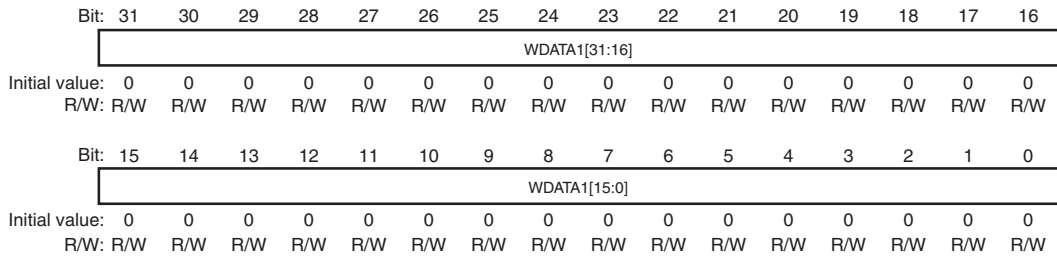 Bit: 31 30 29 28 27 26 25 24 23 22 21 20 19 18 17 16
WDATA1[31:16]
Initial value: 0 0 0 0 0 0 0 0 0 0 0 0 0 0 0 0
R/W: R/W R/W R/W R/W R/W R/W R/W R/W R/W R/W R/W R/W R/W R/W R/W R/W
Bit: 15 14 13 12 11 10 9 8 7 6 5 4 3 2 1 0
WDATA1[15:0]
Initial value: 0 0 0 0 0 0 0 0 0 0 0 0 0 0 0 0
R/W: R/W R/W R/W R/W R/W R/W R/W R/W R/W R/W R/W R/W R/W R/W R/W R/W